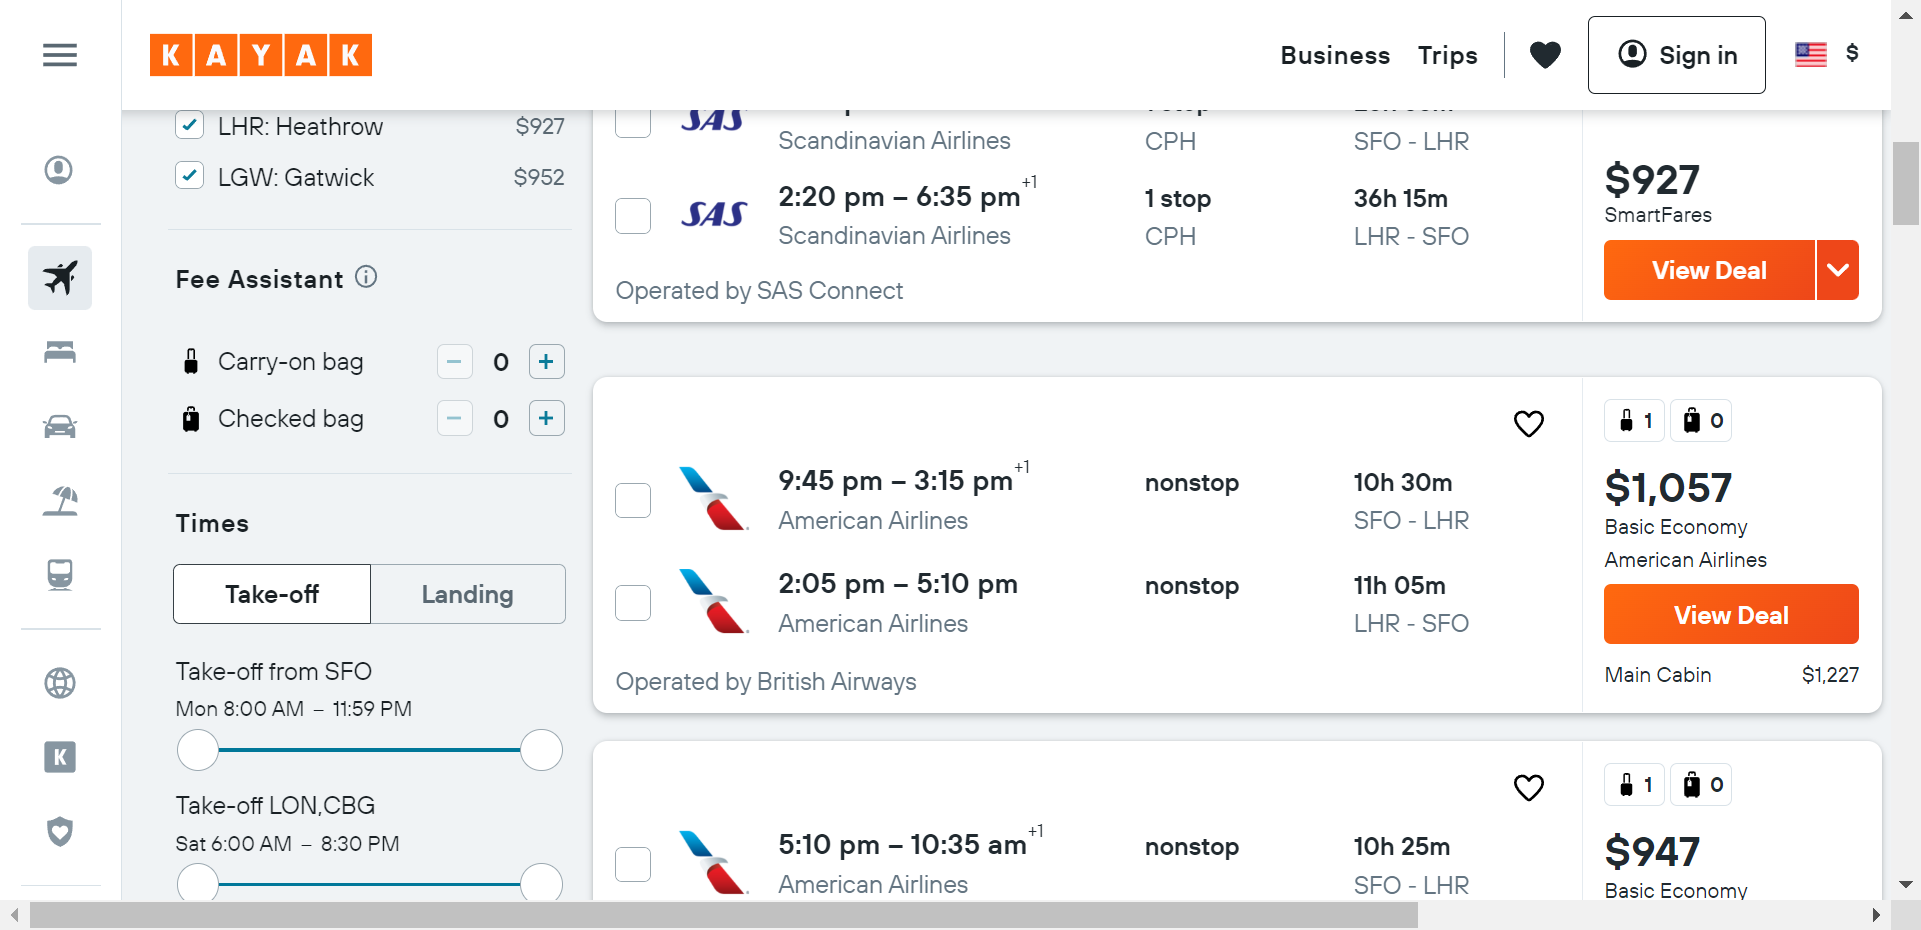 KAYAK
Business
Trips
Sign in
$
LHR: Heathrow
$927
LGW: Gatwick
$952
Fee Assistant
Carry-on bag
0
Checked bag
0
Times
Take-off
Landing
Take-off from SFO
Mon 8:00 AM – 11:59 PM
Take-off LON,CBG
Sat 6:00 AM – 8:30 PM
SAS
Scandinavian Airlines
CPH
SFO - LHR
SAS
2:20 pm – 6:35 pm+1
1 stop
36h 15m
Scandinavian Airlines
CPH
LHR - SFO
Operated by SAS Connect
$927
SmartFares
View Deal
9:45 pm – 3:15 pm+1
nonstop
10h 30m
American Airlines
SFO - LHR
2:05 pm – 5:10 pm
nonstop
11h 05m
American Airlines
LHR - SFO
Operated by British Airways
1
0
$1,057
Basic Economy
American Airlines
View Deal
Main Cabin
$1,227
5:10 pm – 10:35 am+1
nonstop
10h 25m
American Airlines
SFO - LHR
1
0
$947
Basic Economy
K